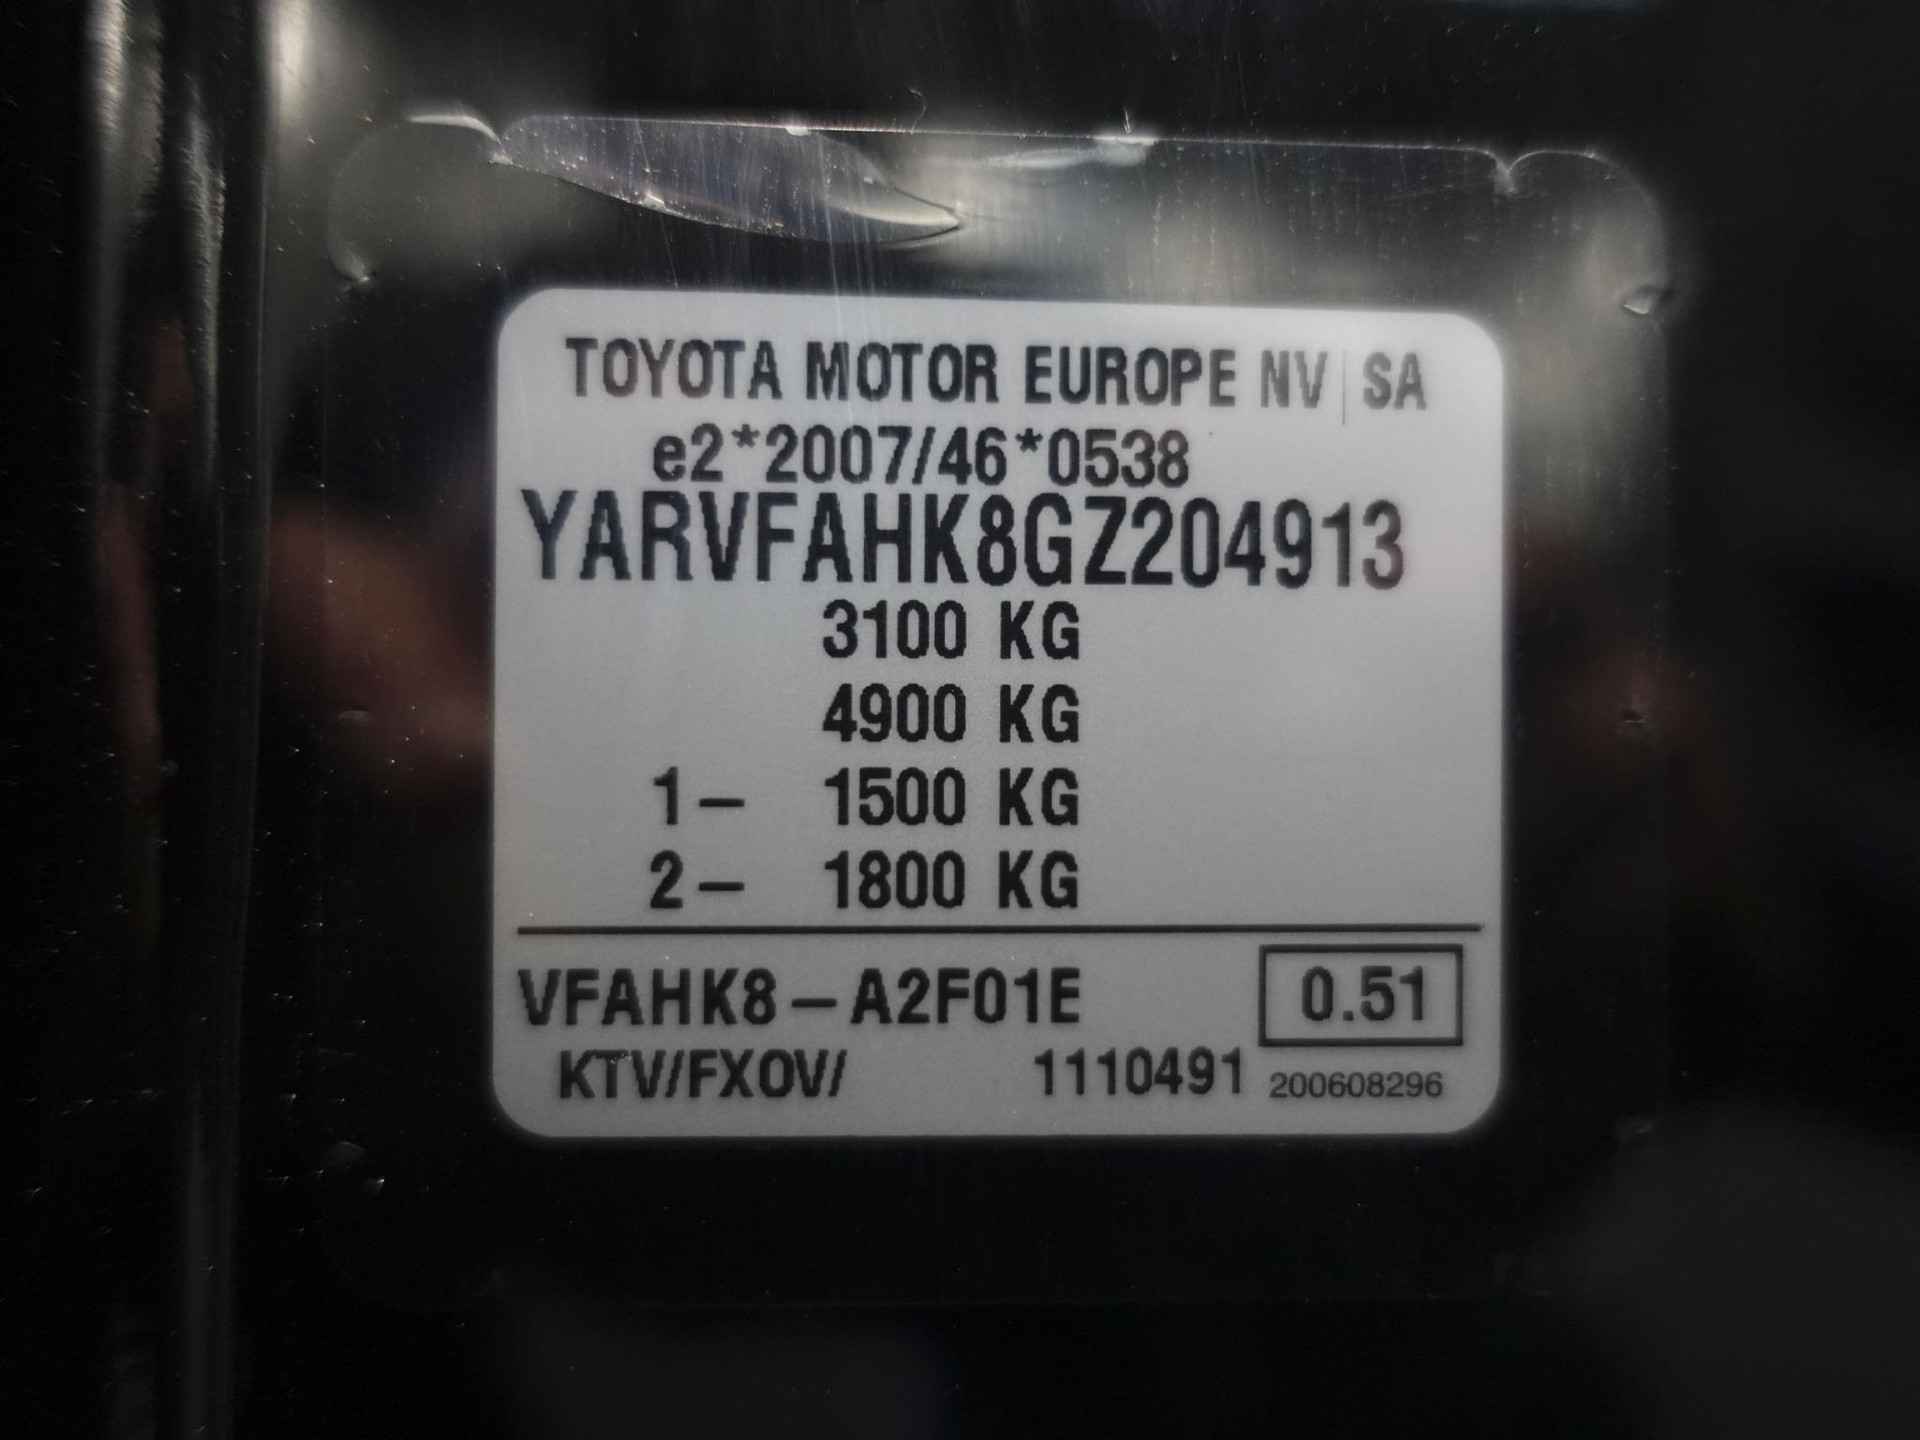 TOYOTA MOTOR EUROPE NV | SA
e2*2007/46*0538
YARVFAHK8GZ204913
3100 KG
4900 KG
1 – 1500 KG
2 – 1800 KG
VFAHK8 – A2F01E 0.51
KTV/FXOV/ 1110491 200608296